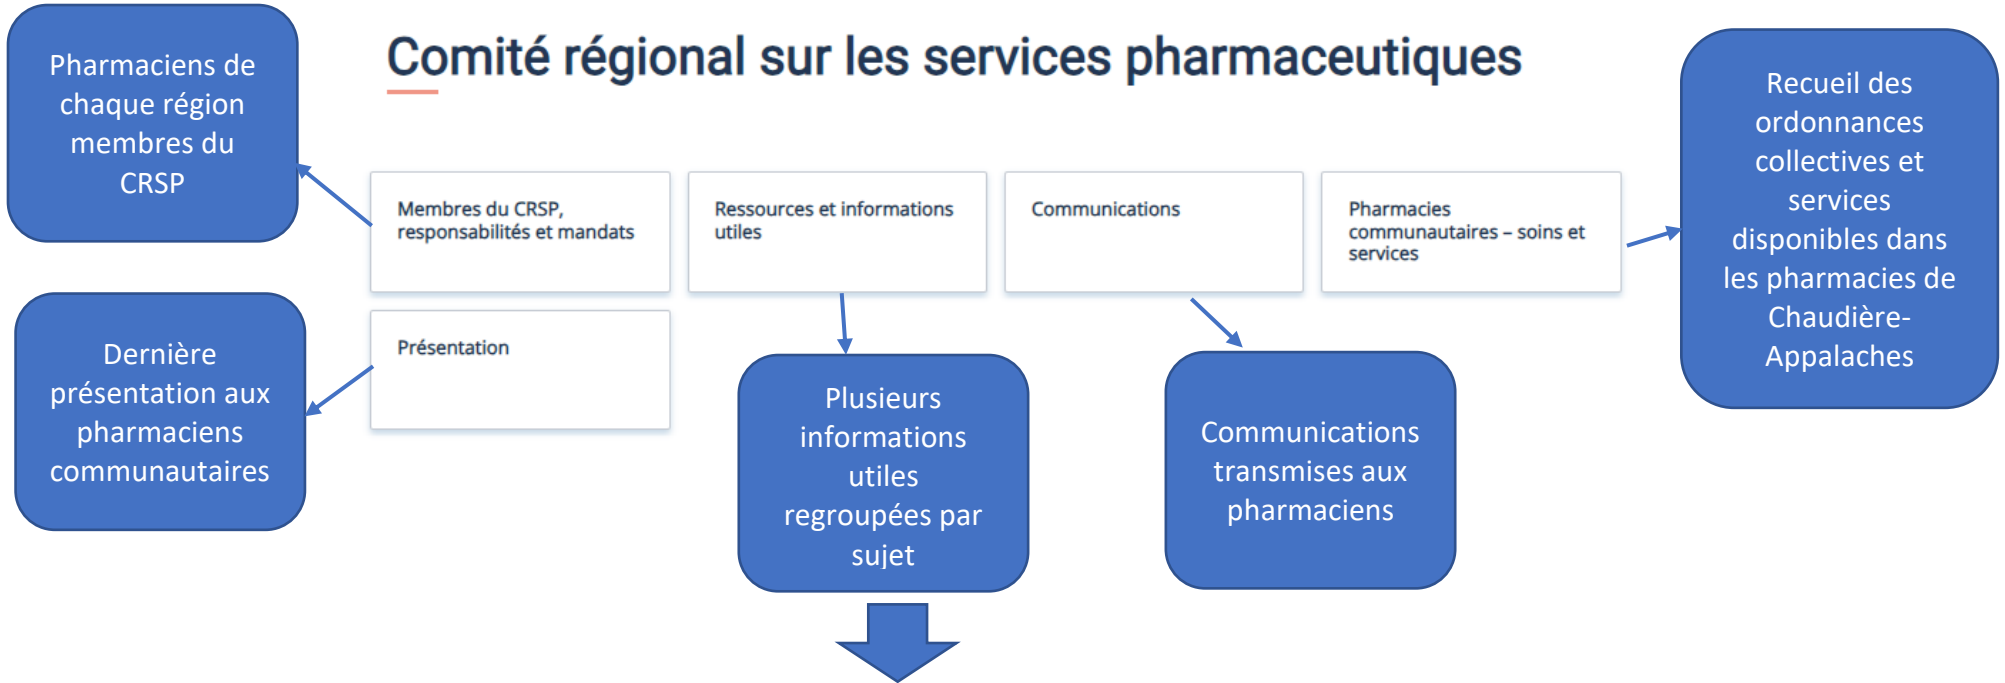 Comité régional sur les services pharmaceutiques
Pharmaciens de
chaque région
membres du
CRSP
Membres du CRSP,
responsabilités et mandats
Ressources et informations
utiles
Communications
Pharmacies
communautaires – soins et
services
Recueil des
ordonnances
collectives et
services
disponibles dans
les pharmacies de
Chaudière-
Appalaches
Dernière
présentation aux
pharmaciens
communautaires
Présentation
Plusieurs
informations
utiles
regroupées par
sujet
Communications
transmises aux
pharmaciens